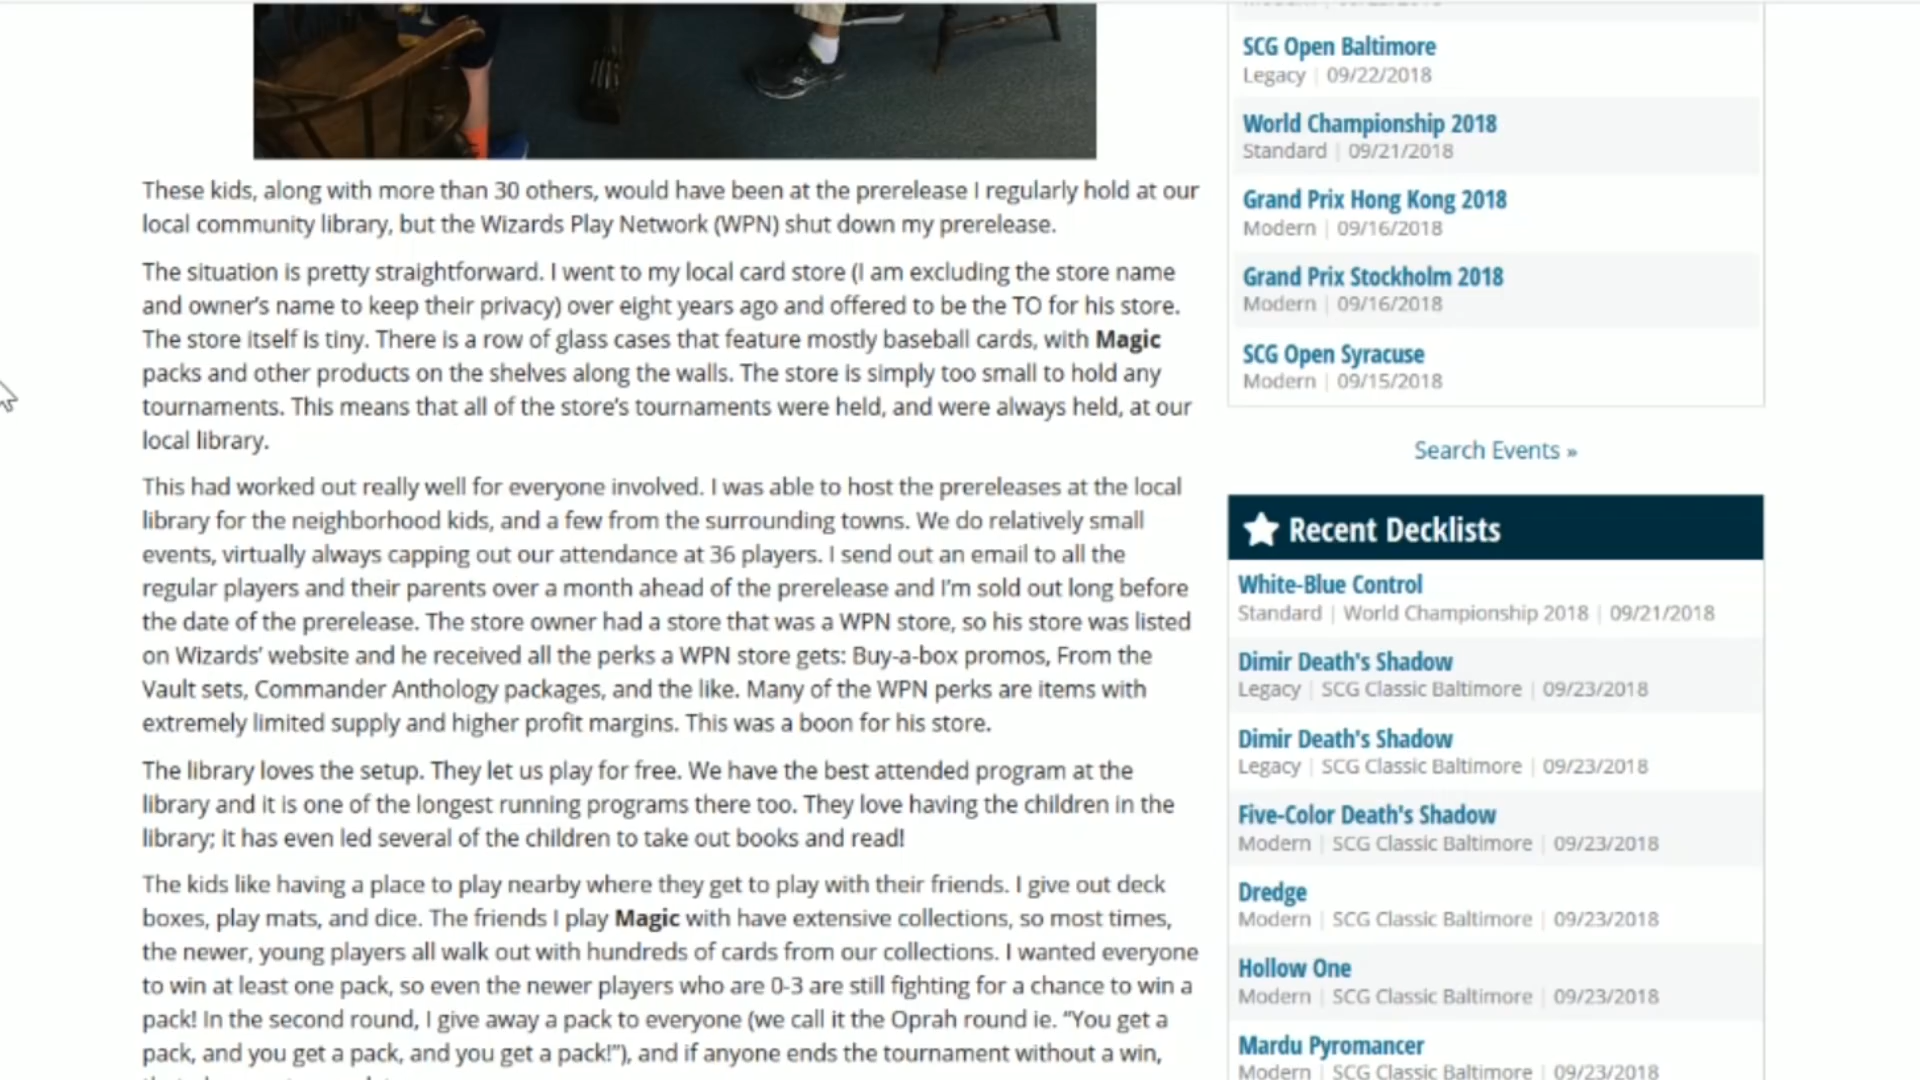 These kids, along with more than 30 others, would have been at the prerelease I regularly hold at our
local community library, but the Wizards Play Network (WPN) shut down my prerelease.
The situation is pretty straightforward. I went to my local card store (I am excluding the store name
and owner's name to keep their privacy) over eight years ago and offered to be the TO for his store.
The store itself is tiny. There is a row of glass cases that feature mostly baseball cards, with Magic
packs and other products on the shelves along the walls. The store is simply too small to hold any
tournaments. This means that all of the store's tournaments were held, and were always held, at our
local library.
This had worked out really well for everyone involved. I was able to host the prereleases at the local
library for the neighborhood kids, and a few from the surrounding towns. We do relatively small
events, virtually always capping out our attendance at 36 players. I send out an email to all the
regular players and their parents over a month ahead of the prerelease and I'm sold out long before
the date of the prerelease. The store owner had a store that was a WPN store, so his store was listed
on Wizards' website and he received all the perks a WPN store gets: Buy-a-box promos, From the
Vault sets, Commander Anthology packages, and the like. Many of the WPN perks are items with
extremely limited supply and higher profit margins. This was a boon for his store.
The library loves the setup. They let us play for free. We have the best attended program at the
library and it is one of the longest running programs there too. They love having the children in the
library; it has even led several of the children to take out books and read!
The kids like having a place to play nearby where they get to play with their friends. I give out deck
boxes, play mats, and dice. The friends I play Magic with have extensive collections, so most times,
the newer, young players all walk out with hundreds of cards from our collections. I wanted everyone
to win at least one pack, so even the newer players who are 0-3 are still fighting for a chance to win a
pack! In the second round, I give away a pack to everyone (we call it the Oprah round ie. "You get a
pack, and you get a pack, and you get a pack!"), and if anyone ends the tournament without a win,
SCG Open Baltimore
Legacy | 09/22/2018
World Championship 2018
Standard | 09/21/2018
Grand Prix Hong Kong 2018
Modern | 09/16/2018
Grand Prix Stockholm 2018
Modern | 09/16/2018
SCG Open Syracuse
Modern | 09/15/2018
Search Events »
Recent Decklists
White-Blue Control
Standard | World Championship 2018 | 09/21/2018
Dimir Death's Shadow
Legacy | SCG Classic Baltimore | 09/23/2018
Dimir Death's Shadow
Legacy | SCG Classic Baltimore | 09/23/2018
Five-Color Death's Shadow
Modern | SCG Classic Baltimore | 09/23/2018
Dredge
Modern | SCG Classic Baltimore | 09/23/2018
Hollow One
Modern | SCG Classic Baltimore | 09/23/2018
Mardu Pyromancer
Modern | SCG Classic Baltimore | 09/23/2018